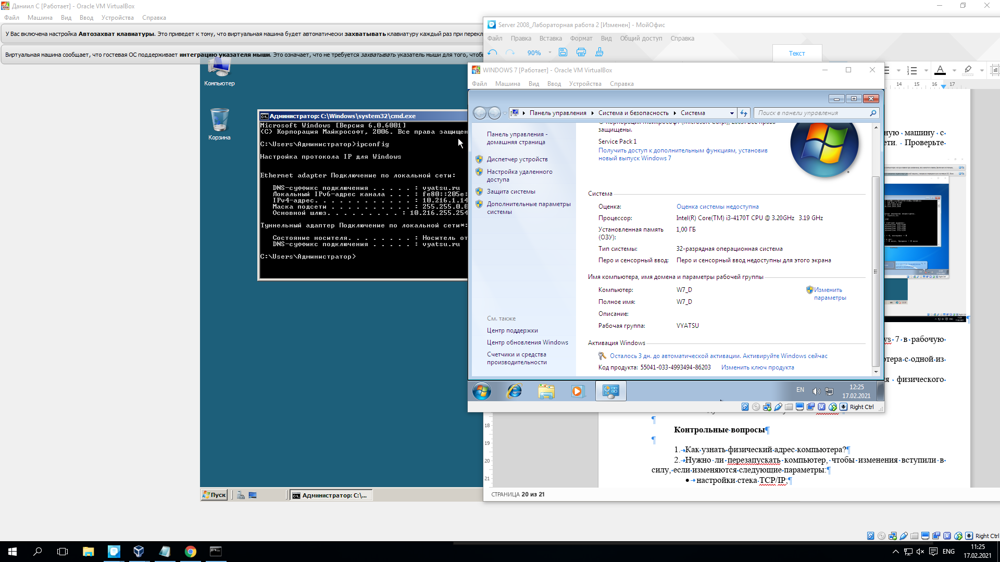 Даниил С [Работает] - Oracle VM VirtualBox
Файл Машина Вид Ввод Устройства Справка
У Вас включена настройка Автозахват клавиатуры. Это приведет к тому, что виртуальная машина будет автоматически захватывать клавиатуру каждый раз при
Виртуальная машина сообщает, что гостевая ОС поддерживает интеграцию указателя мыши. Это означает, что не требуется захватывать указатель мыши для того,
Компьютер
Корзина
Администратор: C:\Windows\system32\cmd.exe
Microsoft Windows [Версия 6.0.6001]
(C) Корпорация Майкрософт, 2006. Все права
C:\Users\Администратор>ipconfig
Настройка протокола IP для Windows
Ethernet adapter Подключение по локальной сети:
DNS-суффикс подключения . . . . . : vyatsu.ru
Локальный IPv6-адрес канала . . . : fe80::205e:
IPv4-адрес. . . . . . . . . . . . : 10.216.1.14
Маска подсети . . . . . . . . . . : 255.255.0.0
Основной шлюз. . . . . . . . . : 10.216.255.254
Туннельный адаптер Подключение по локальной сети*:
Состояние носителя. . . . . . . . : Носитель
DNS-суффикс подключения . . . . . : vyatsu.ru
C:\Users\Администратор>
Пуск
Администратор: C:\...
Server 2008_Лабораторная работа 2 [Изменен] - МойОфис
Файл Правка Вставка Формат Вид Общий доступ Справка
90%
Текст
14 15 16 17
WINDOWS 7 [Работает] - Oracle VM VirtualBox
Файл Машина Вид Ввод Устройства Справка
Панель управления Система и безопасность Система
Поиск в панели управления
Панель управления -
домашняя страница
Диспетчер устройств
Настройка удаленного
доступа
Защита системы
Дополнительные параметры
системы
См. также
Центр поддержки
Центр обновления Windows
Счетчики и средства
производительности
защищены.
Service Pack 1
Получить доступ к дополнительным функциям, установив
новый выпуск Windows 7
Система
Оценка: Оценка системы недоступна
Процессор: Intel(R) Core(TM) i3-4170T CPU @ 3.20GHz 3.19 GHz
Установленная память
(ОЗУ): 1,00 ГБ
Тип системы: 32-разрядная операционная система
Перо и сенсорный ввод: Перо и сенсорный ввод недоступны для этого экрана
Имя компьютера, имя домена и параметры рабочей группы
Компьютер: W7_D
Изменить
параметры
Полное имя: W7_D
Описание:
Рабочая группа: VYATSU
Активация Windows
Осталось 3 дн. до автоматической активации. Активируйте Windows сейчас
Код продукта: 55041-033-4993494-86203 Изменить ключ продукта
EN
12:25
17.02.2021
Right Ctrl
машину с
Проверьте
7 в рабочую
с одной из
физического
18
19
20
21
Контрольные вопросы¶
1. Как узнать физический адрес компьютера?¶
2. Нужно ли перезапускать компьютер, чтобы изменения вступили в
силу, если изменяются следующие параметры:¶
• настройки стека TCP/IP;¶
СТРАНИЦА 20 из 21
Right Ctrl
ENG
11:25
17.02.2021